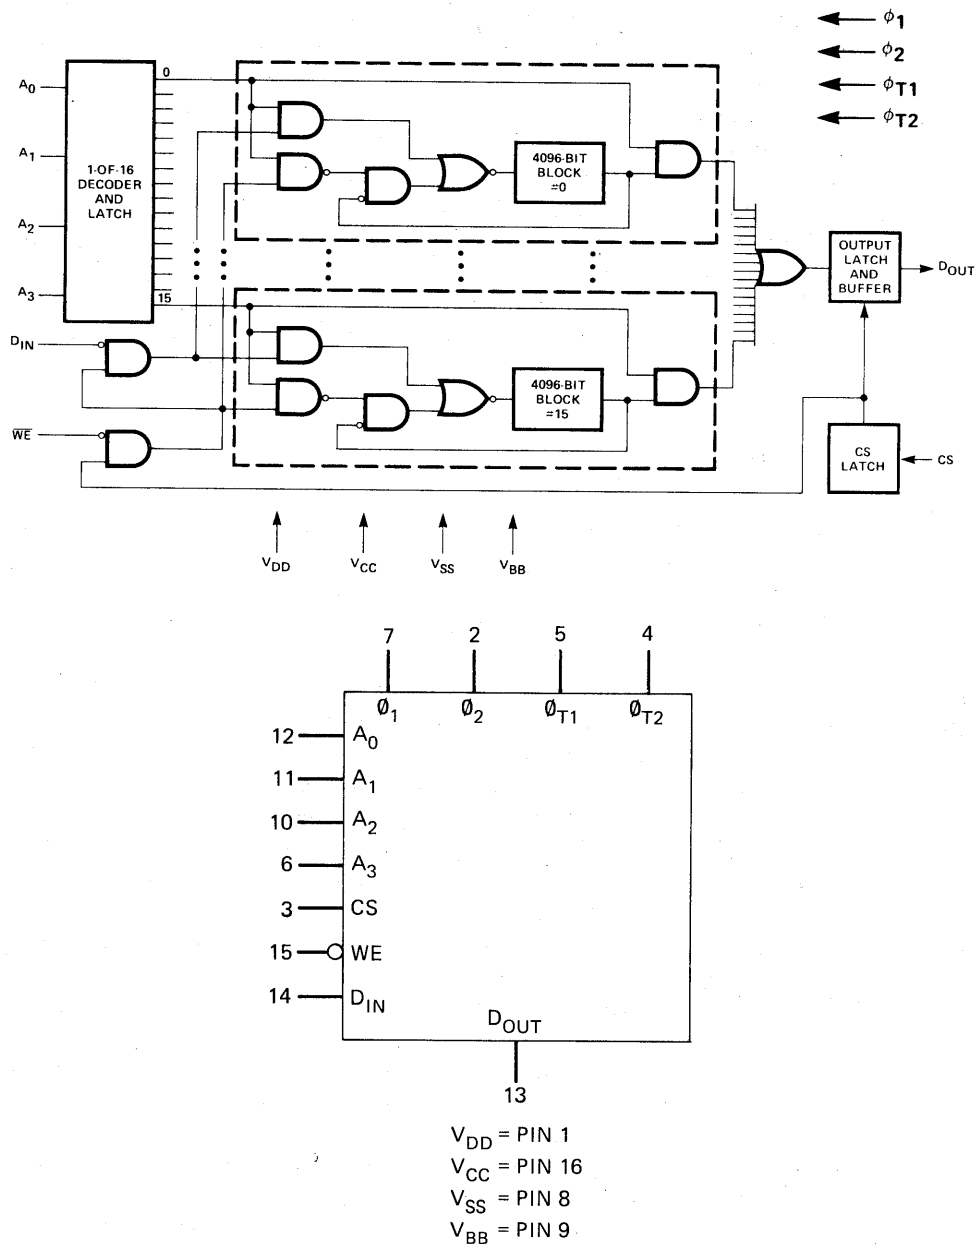 ϕ1
ϕ2
ϕT1
ϕT2
A0
A1
A2
A3
1-OF-16
DECODER
AND
LATCH
0
15
4096-BIT
BLOCK
=0
4096-BIT
BLOCK
=15
OUTPUT
LATCH
AND
BUFFER
DOUT
DIN
WE
CS
LATCH
CS
VDD
VCC
VSS
VBB
7
2
5
4
Ø1
Ø2
ØT1
ØT2
12 A0
11 A1
10 A2
6 A3
3 CS
15 WE
14 DIN
DOUT
13
VDD = PIN 1
VCC = PIN 16
VSS = PIN 8
VBB = PIN 9